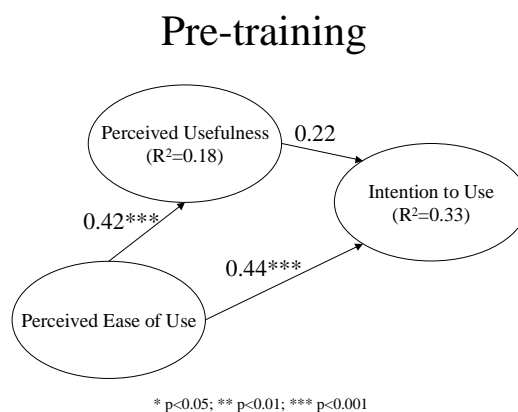 Pre-training
Perceived Usefulness
(R²=0.18)
0.22
Intention to Use
(R²=0.33)
0.42***
0.44***
Perceived Ease of Use
* p<0.05; ** p<0.01; *** p<0.001